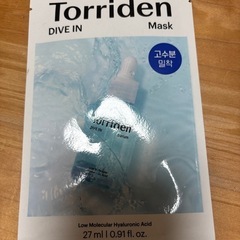 Torriden
DIVE IN Mask
고수분
밀착
Torriden
DIVE IN
Low Molecular Hyaluronic Acid
27 ml l 0.91 fl. oz.